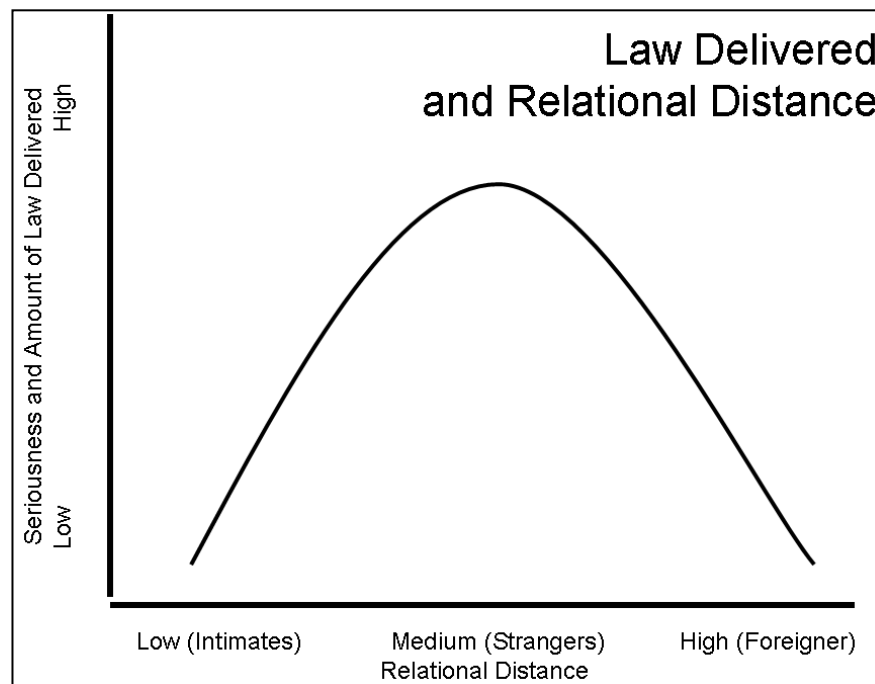 Law Delivered
and Relational Distance
Seriousness and Amount of Law Delivered
High
Low
Low (Intimates)
Medium (Strangers)
High (Foreigner)
Relational Distance